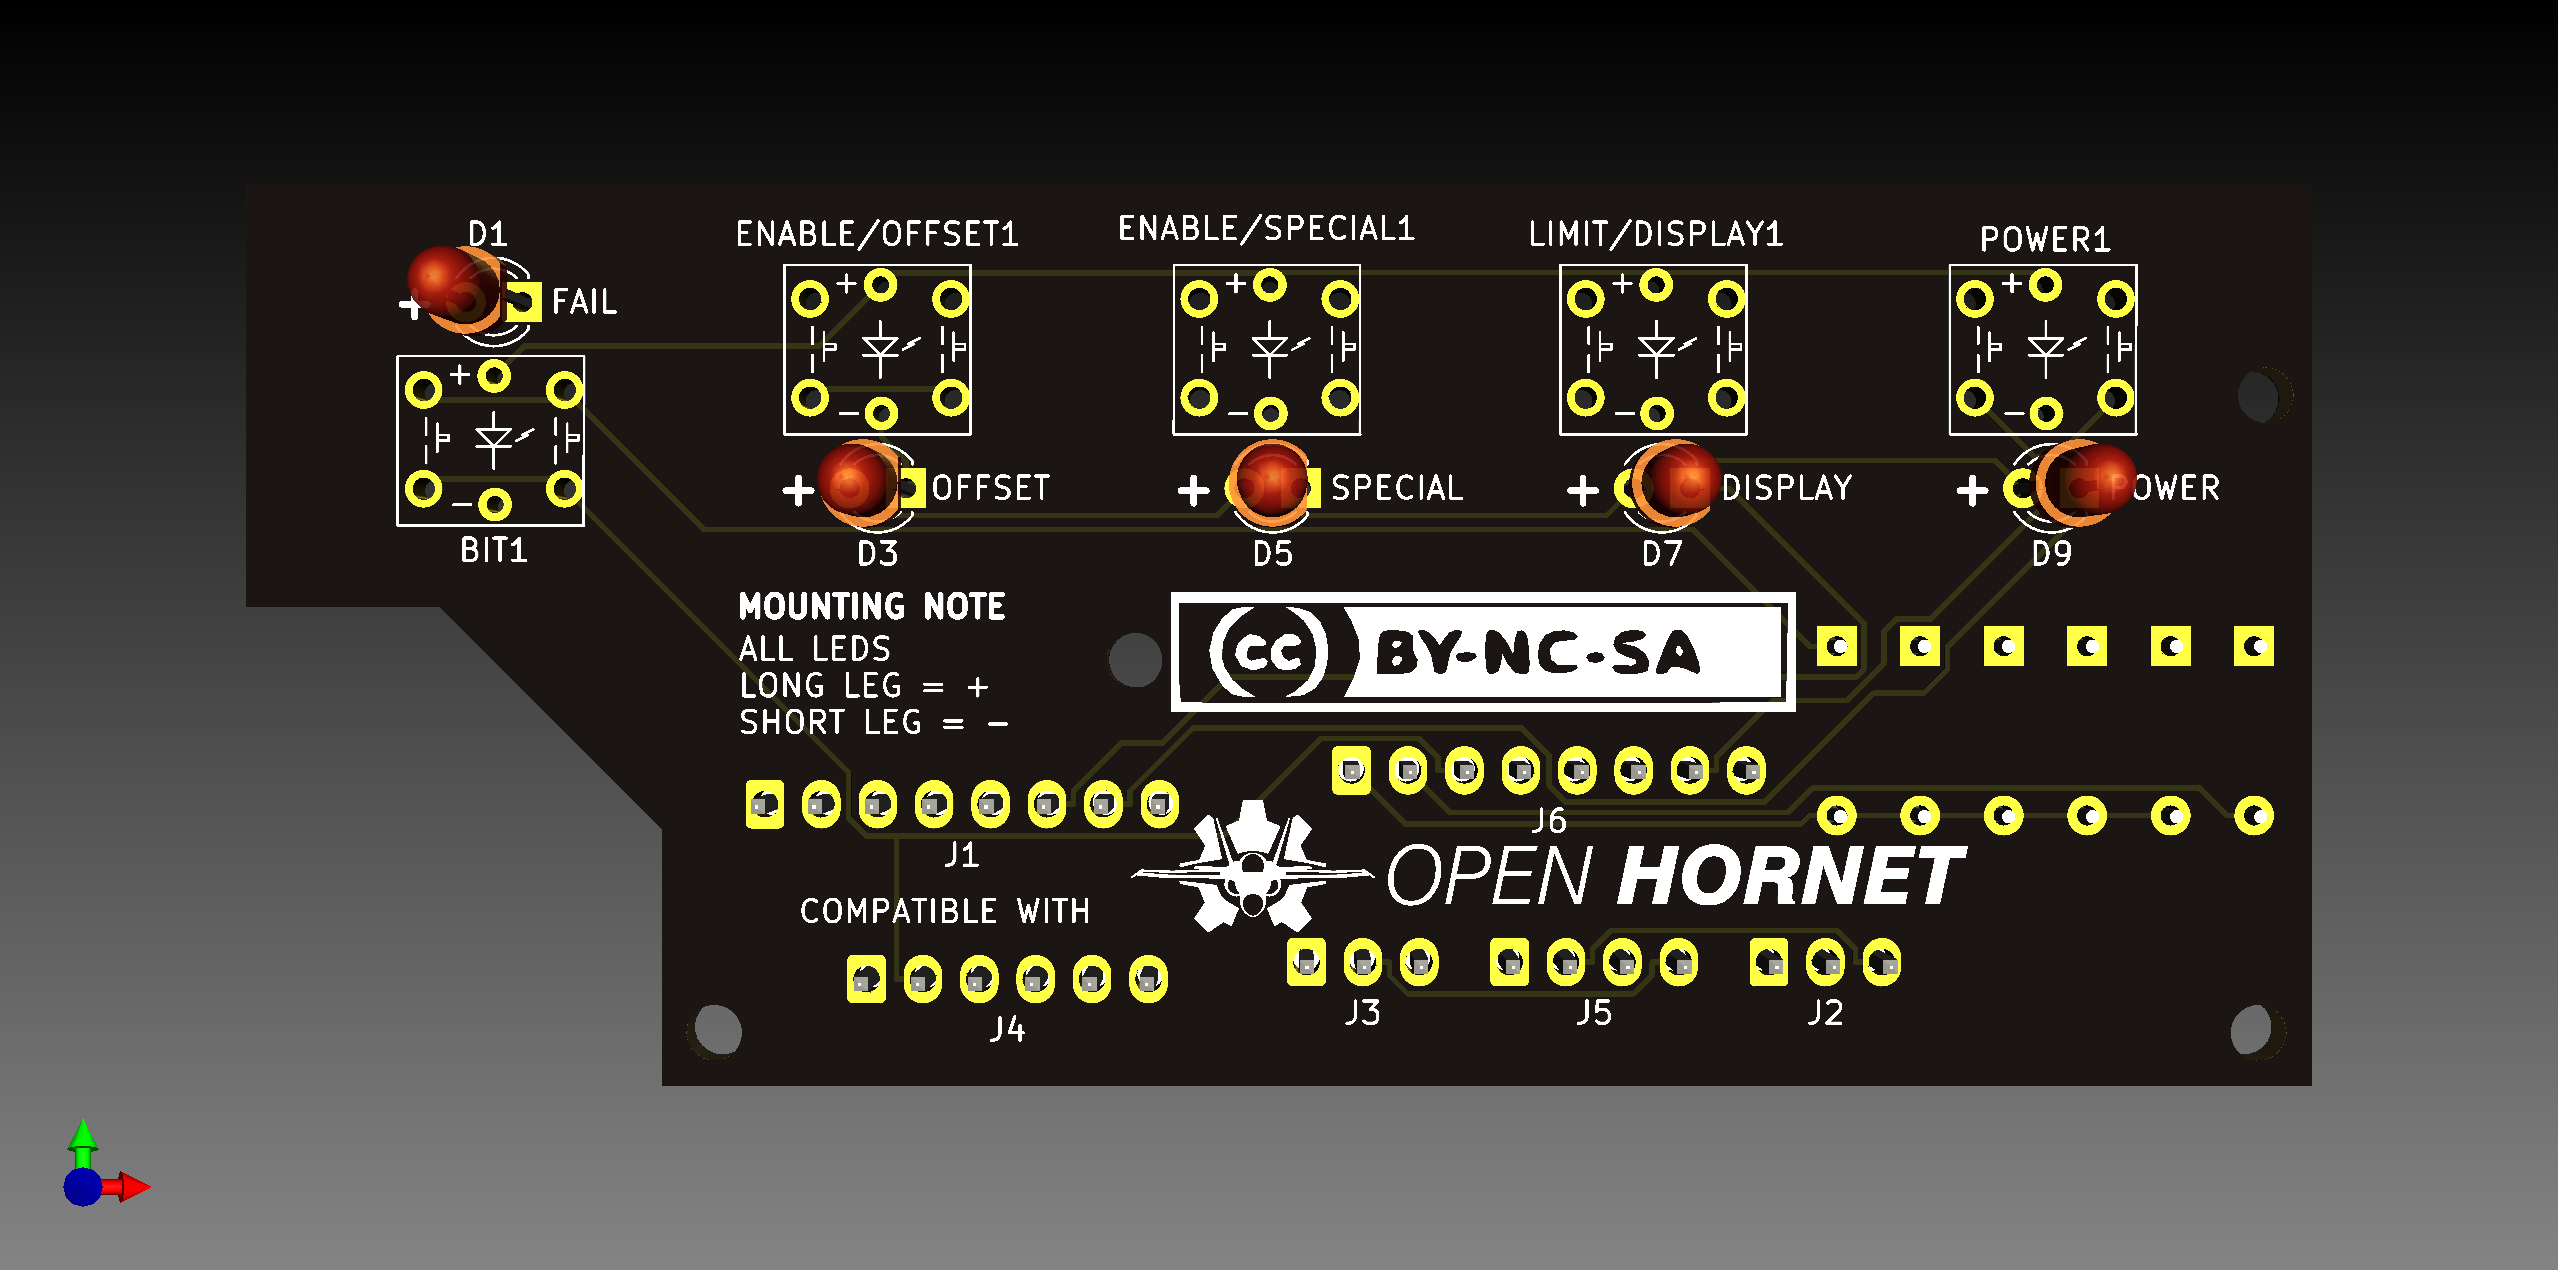 D1
ENABLE/OFFSET1
ENABLE/SPECIAL1
LIMIT/DISPLAY1
POWER1
+ FAIL
+
-
+
-
+
-
+
-
+
-
BIT1
+ OFFSET
D3
+ SPECIAL
D5
+ DISPLAY
D7
+ POWER
D9
MOUNTING NOTE
ALL LEDS
LONG LEG = +
SHORT LEG = -
cc BY-NC-SA
J6
J1
OPEN HORNET
COMPATIBLE WITH
J4
J3
J5
J2